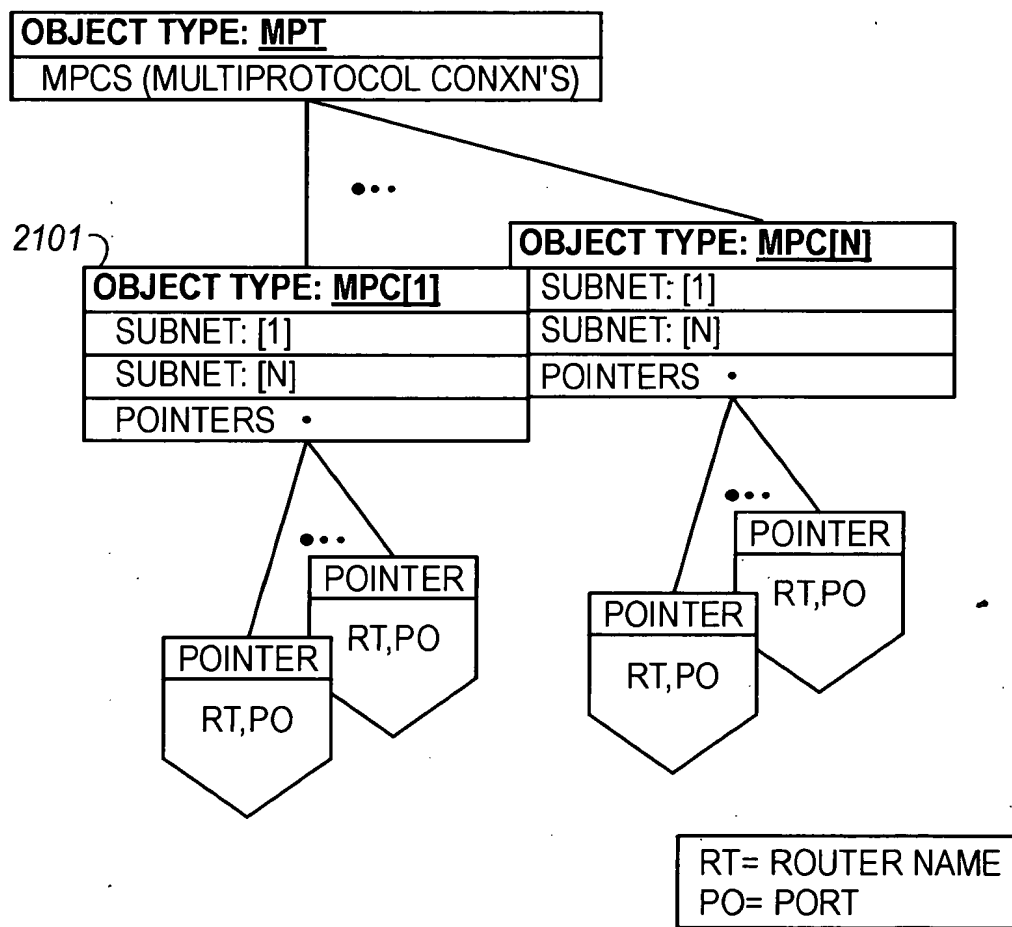 OBJECT TYPE: MPT
MPCS (MULTIPROTOCOL CONXN'S)
2101
OBJECT TYPE: MPC[1]
SUBNET: [1]
SUBNET: [N]
POINTERS
OBJECT TYPE: MPC[N]
SUBNET: [1]
SUBNET: [N]
POINTERS
POINTER
RT,PO
POINTER
RT,PO
POINTER
RT,PO
POINTER
RT,PO
RT= ROUTER NAME
PO= PORT